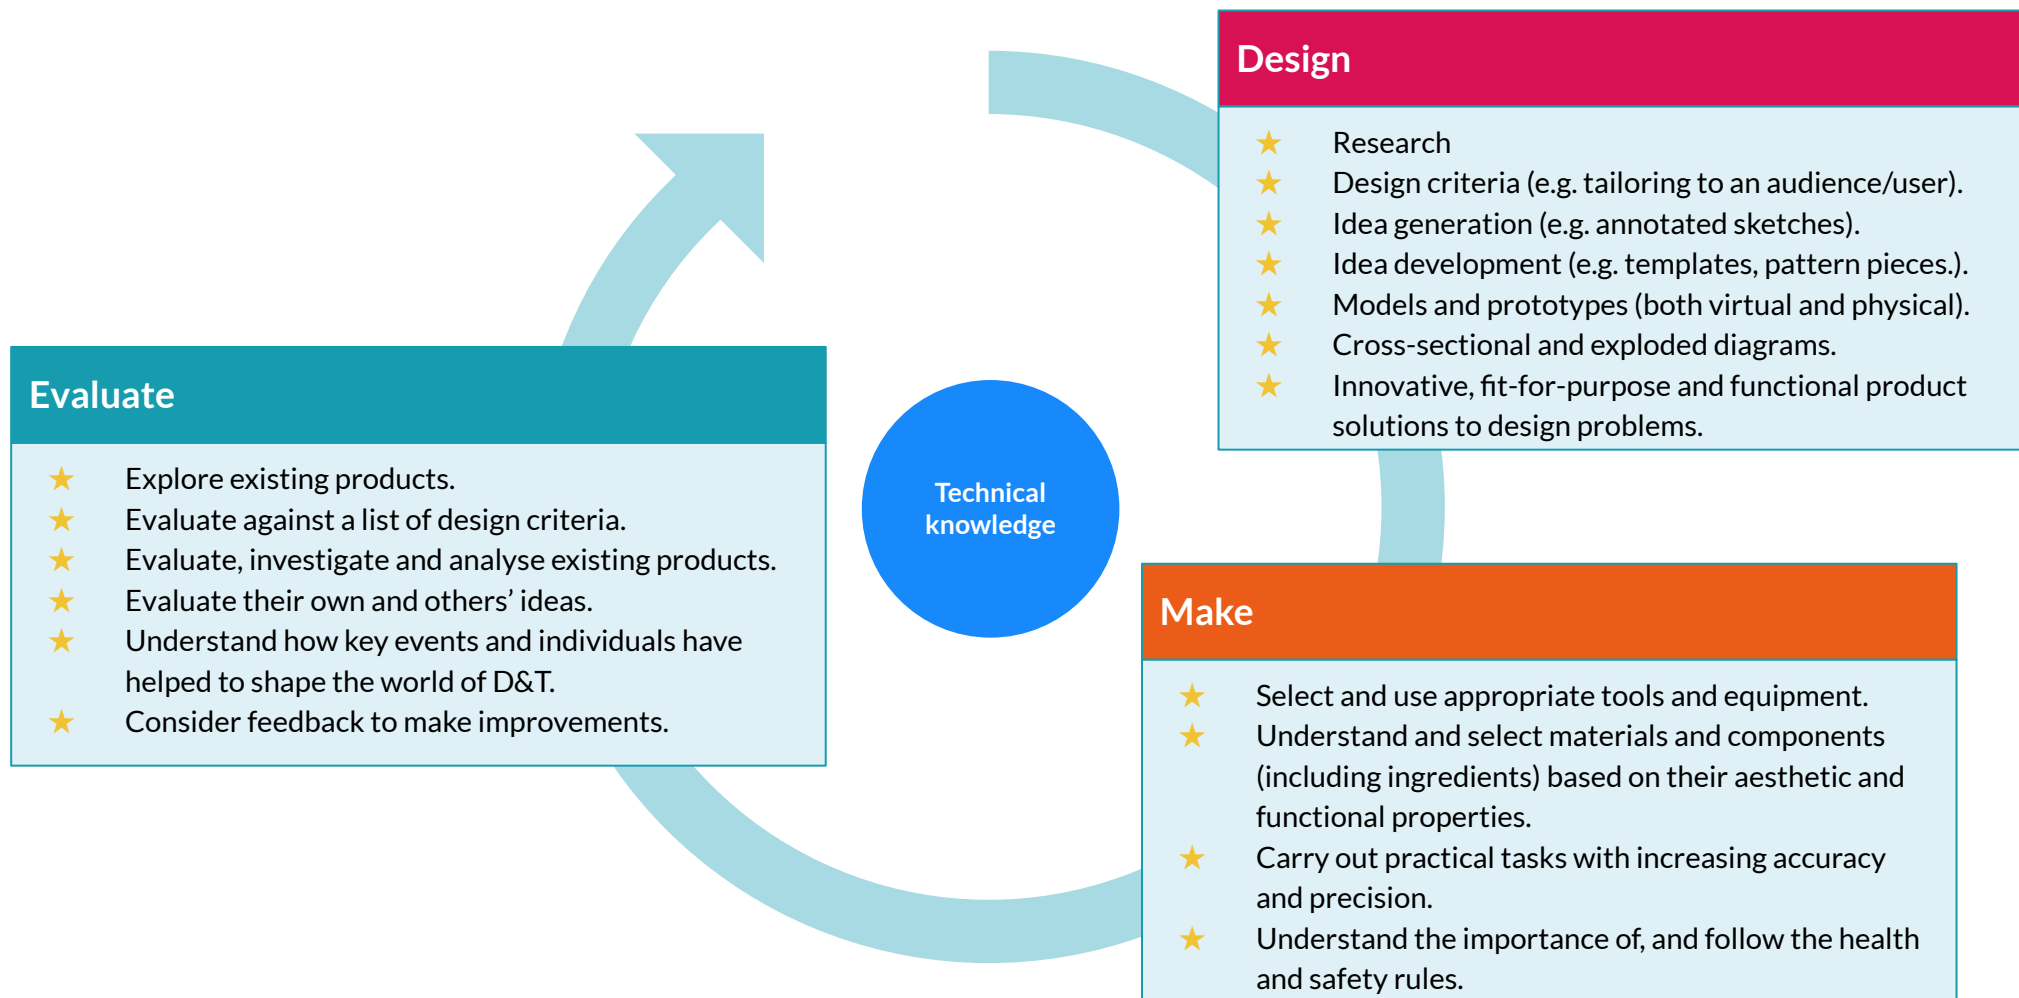 Design
★ Research
★ Design criteria (e.g. tailoring to an audience/user).
★ Idea generation (e.g. annotated sketches).
★ Idea development (e.g. templates, pattern pieces.).
★ Models and prototypes (both virtual and physical).
★ Cross-sectional and exploded diagrams.
★ Innovative, fit-for-purpose and functional product
solutions to design problems.
Evaluate
★ Explore existing products.
★ Evaluate against a list of design criteria.
★ Evaluate, investigate and analyse existing products.
★ Evaluate their own and others’ ideas.
★ Understand how key events and individuals have
helped to shape the world of D&T.
★ Consider feedback to make improvements.
Technical
knowledge
Make
★ Select and use appropriate tools and equipment.
★ Understand and select materials and components
(including ingredients) based on their aesthetic and
functional properties.
★ Carry out practical tasks with increasing accuracy
and precision.
★ Understand the importance of, and follow the health
and safety rules.